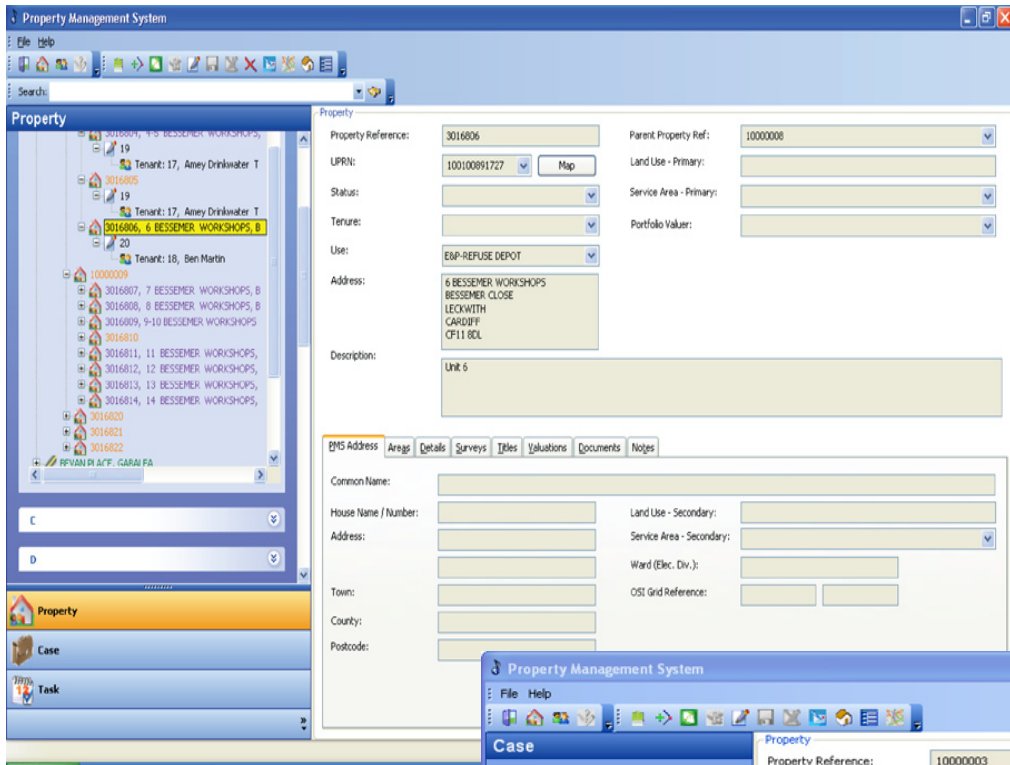 Property Management System
File Help
Search:
Property
3016804, 4-5 BESSEMER WORKSHOPS,
19
Tenant: 17, Amey Drinkwater T
3016805
19
Tenant: 17, Amey Drinkwater T
3016806, 6 BESSEMER WORKSHOPS, B
20
Tenant: 18, Ben Martin
10000009
3016807, 7 BESSEMER WORKSHOPS, B
3016808, 8 BESSEMER WORKSHOPS, B
3016809, 9-10 BESSEMER WORKSHOPS
3016810
3016811, 11 BESSEMER WORKSHOPS,
3016812, 12 BESSEMER WORKSHOPS,
3016813, 13 BESSEMER WORKSHOPS,
3016814, 14 BESSEMER WORKSHOPS,
3016820
3016821
3016822
BEVAN PLACE, GABALFA
C
D
Property
Case
12 Task
Property
Property Reference: 3016806 Parent Property Ref: 10000008
UPRN: 100100891727 Map Land Use - Primary:
Status: Service Area - Primary:
Tenure: Portfolio Valuer:
Use: E&P-REFUSE DEPOT
Address: 6 BESSEMER WORKSHOPS
BESSEMER CLOSE
LECKWITH
CARDIFF
CF11 8DL
Description: Unit 6
PMS Address Areas Details Surveys Titles Valuations Documents Notes
Common Name:
House Name / Number: Land Use - Secondary:
Address: Service Area - Secondary:
Ward (Elec. Div.):
Town: OSI Grid Reference:
County:
Postcode:
Property Management System
File Help
Case
Property
Property Reference: 10000003